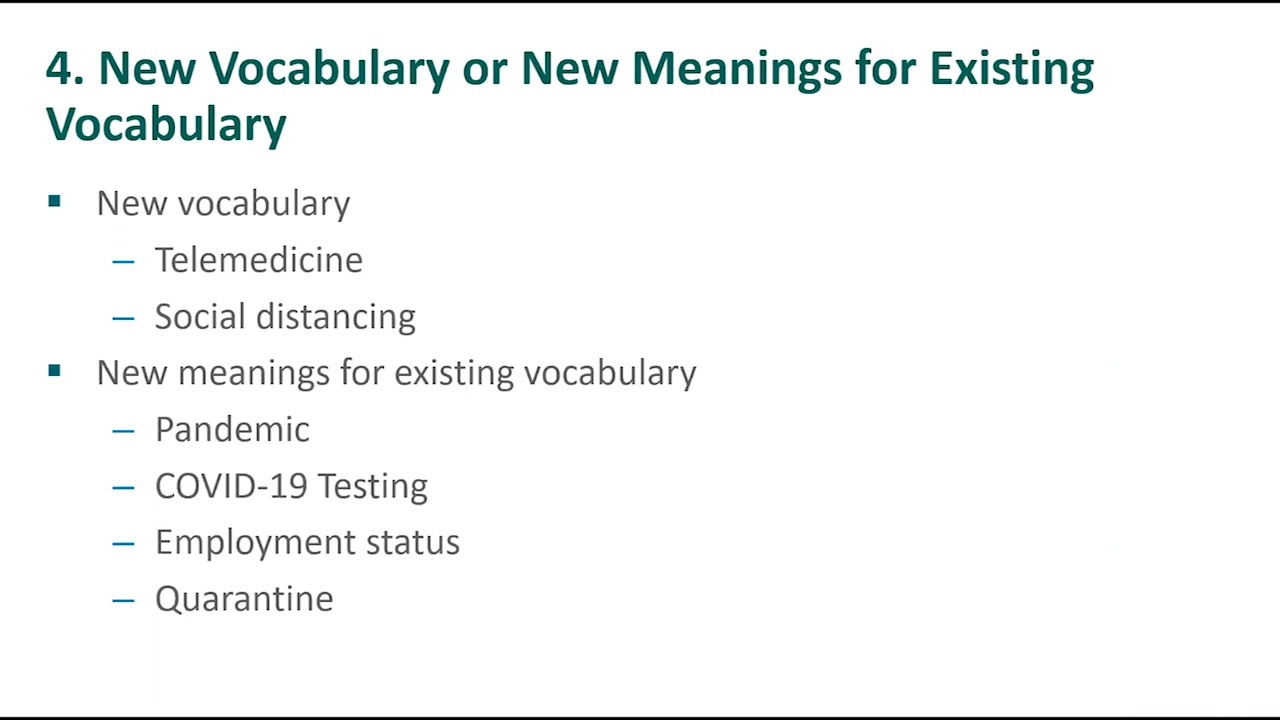 4. New Vocabulary or New Meanings for Existing
Vocabulary
▪ New vocabulary
– Telemedicine
– Social distancing
▪ New meanings for existing vocabulary
– Pandemic
– COVID-19 Testing
– Employment status
– Quarantine